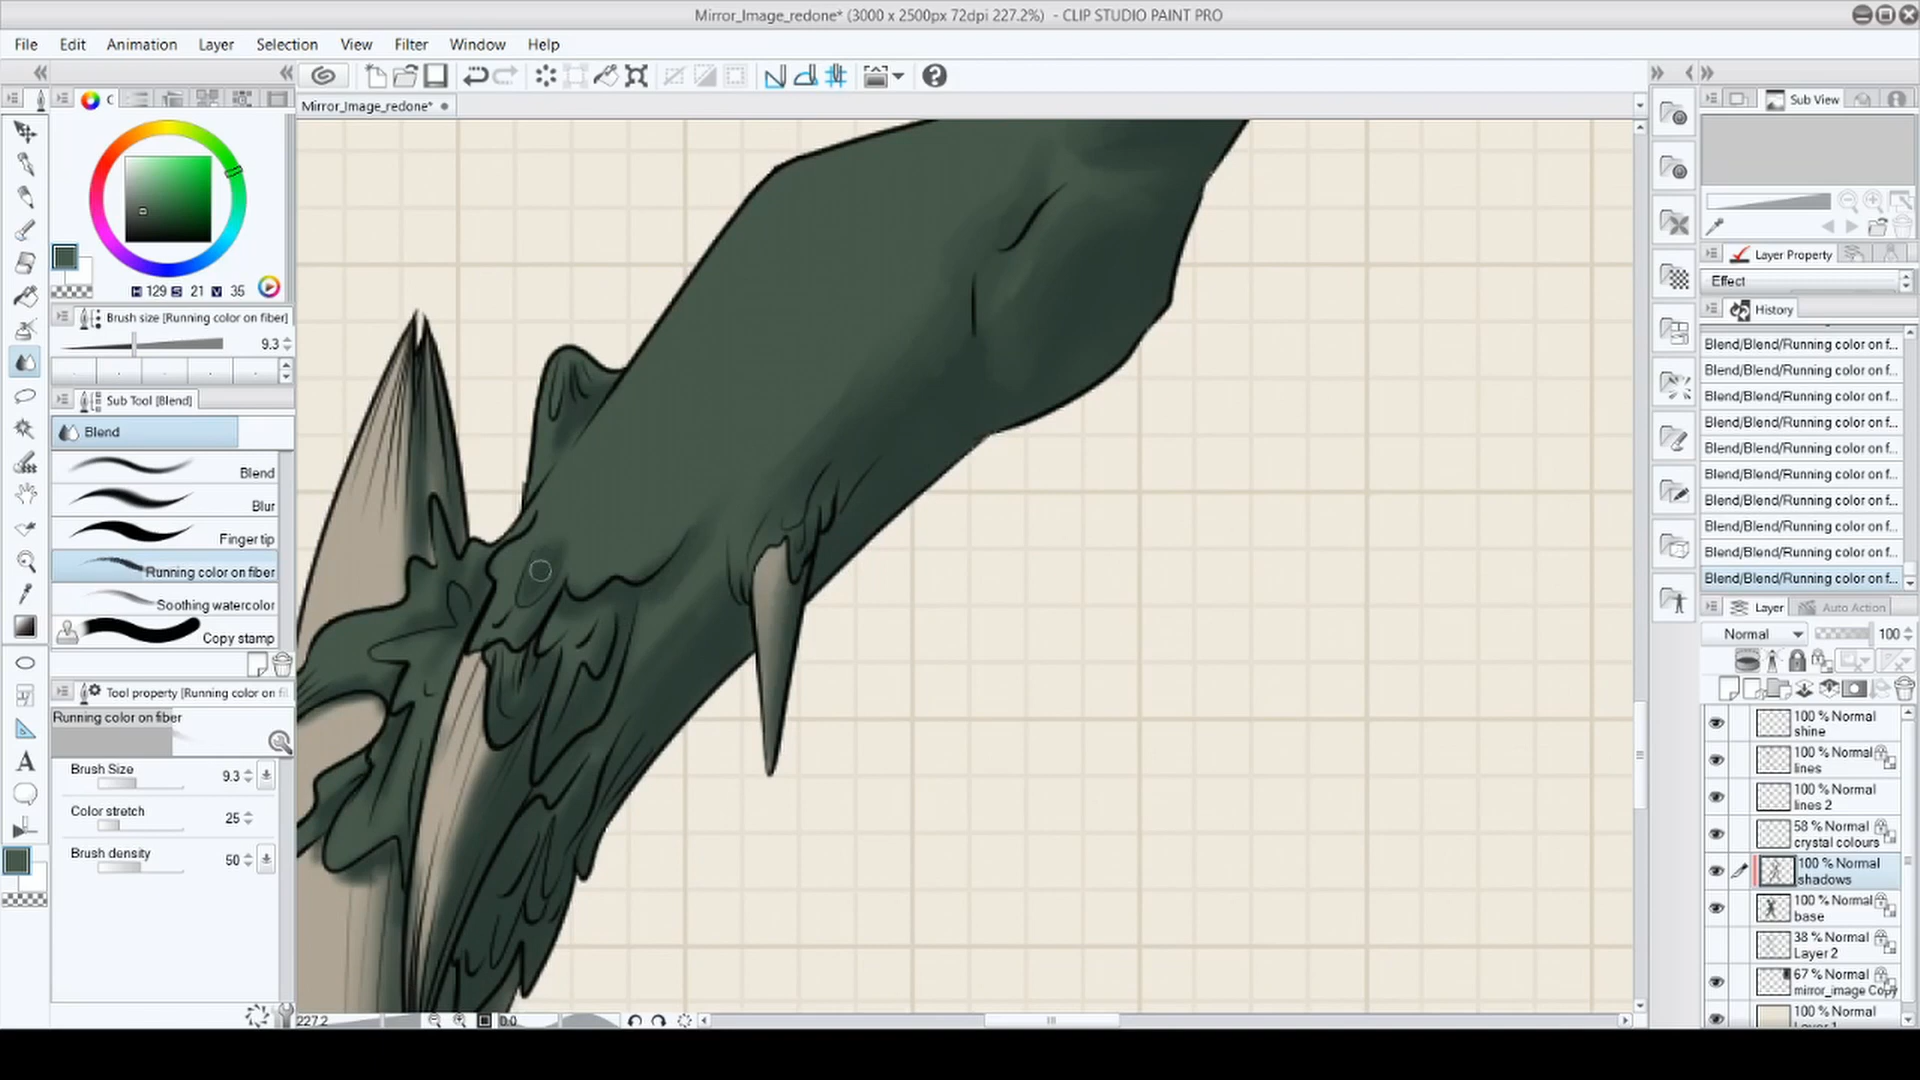 Mirror_Image_redone* (3000 x 2500px 72dpi 227.2%) - CLIP STUDIO PAINT PRO
File Edit Animation Layer Selection View Filter Window Help
Mirror_Image_redone*
C
Sub View
H 129 S 21 V 35
Layer Property
Effect
Brush size [Running color on fiber]
History
9.3
Blend/Blend/Running color on f...
Blend/Blend/Running color on f...
Blend/Blend/Running color on f...
Blend/Blend/Running color on f...
Blend/Blend/Running color on f...
Blend/Blend/Running color on f...
Blend/Blend/Running color on f...
Blend/Blend/Running color on f...
Blend/Blend/Running color on f...
Blend/Blend/Running color on f...
Sub Tool [Blend]
Blend
Blend
Blur
Finger tip
Running color on fiber
Soothing watercolor
Copy stamp
Layer Auto Action
Normal 100
Tool property [Running color on fi
Running color on fiber
Brush Size 9.3
Color stretch 25
Brush density 50
100 % Normal
shine
100 % Normal
lines
100 % Normal
lines 2
58 % Normal
crystal colours
100 % Normal
shadows
100 % Normal
base
38 % Normal
Layer 2
67 % Normal
mirror_image Copy
100 % Normal
Layer 1
227.2 0.0